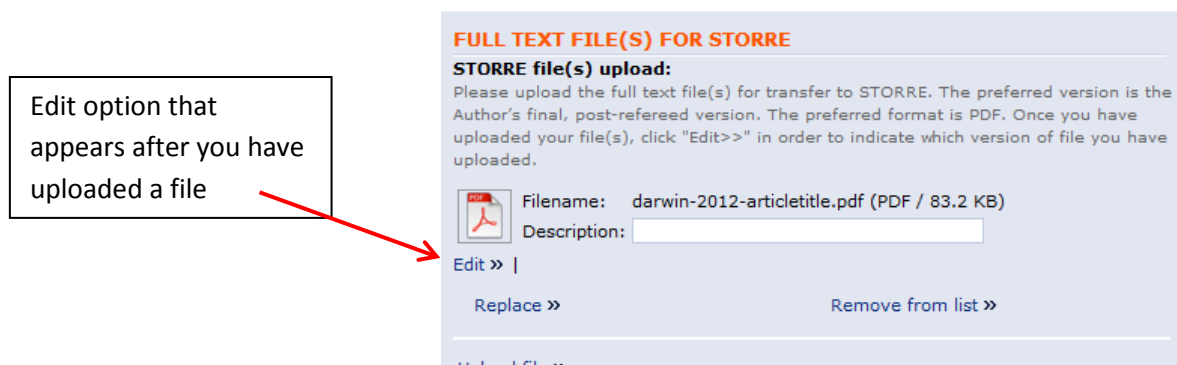 FULL TEXT FILE(S) FOR STORRE
STORRE file(s) upload:
Please upload the full text file(s) for transfer to STORRE. The preferred version is the
Author's final, post-refereed version. The preferred format is PDF. Once you have
uploaded your file(s), click "Edit>>" in order to indicate which version of file you have
uploaded.
Edit option that
appears after you have
uploaded a file
PDF
Filename: darwin-2012-articletitle.pdf (PDF / 83.2 KB)
Description:
Edit » |
Replace » Remove from list »